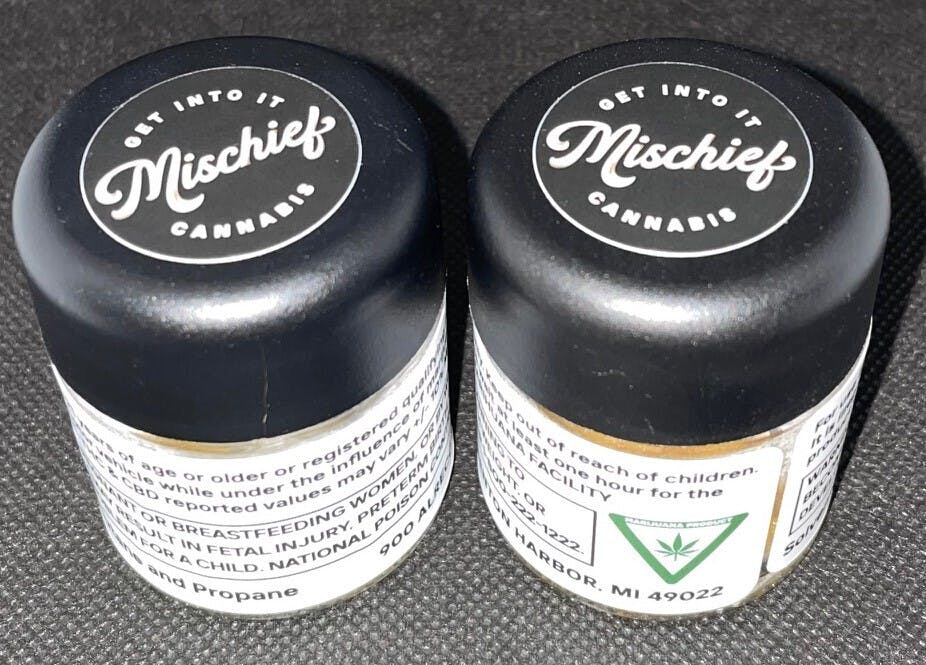 GET INTO IT
Mischief
CANNABIS
GET INTO IT
Mischief
CANNABIS
of age or older or registered
vehicle while under the influence of
CBD reported values may vary +/-
OR BREASTFEEDING WOMEN,
RESULT IN FETAL INJURY, PRETERM
FOR A CHILD. NATIONAL POISON
900
and Propane
keep out of reach of children.
at least one hour for the
FACILITY
TO
OR
-222-1222.
MARIJUANA PRODUCT
HARBOR, MI 49022